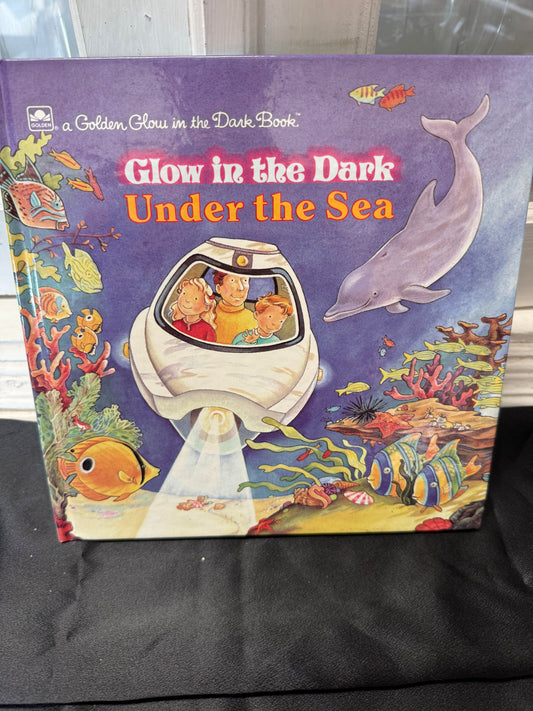 GOLDEN
a Golden Glow in the Dark Book™
Glow in the Dark
Under the Sea